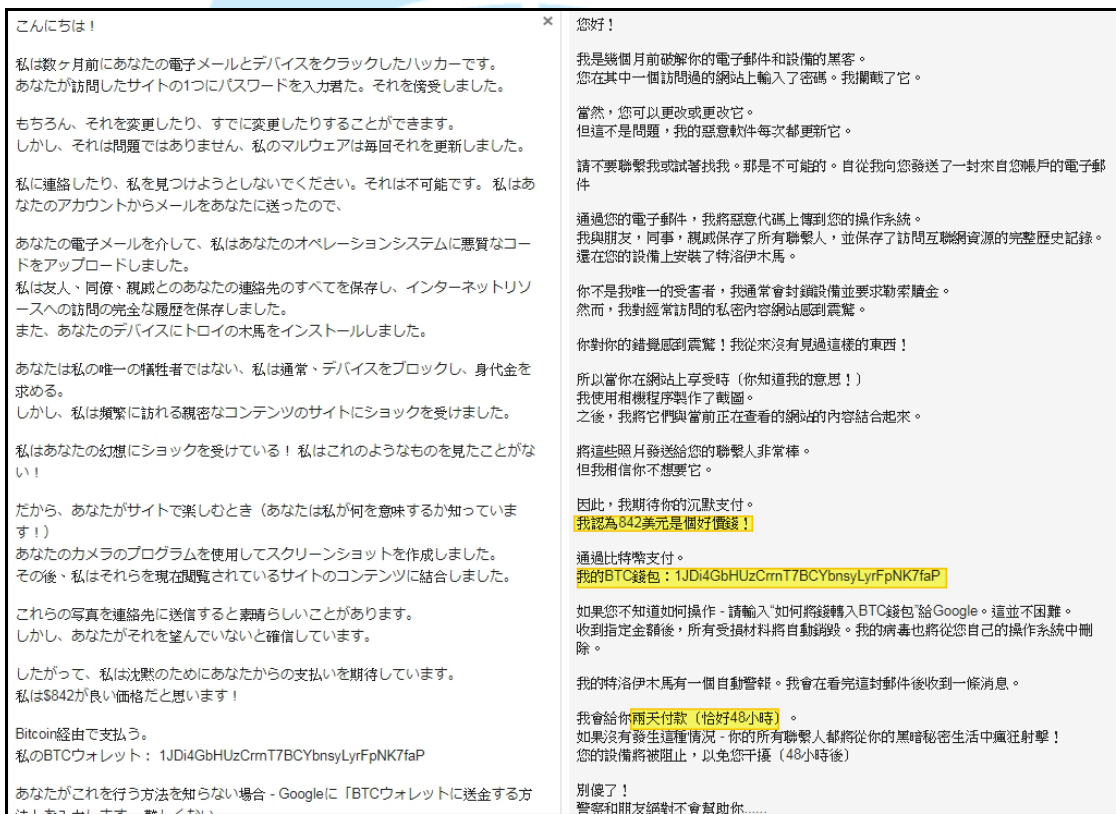 こんにちは！
私は数ヶ月前にあなたの電子メールとデバイスをクラックしたハッカーです。
あなたが訪問したサイトの1つにパスワードを入力君た。それを傍受しました。
もちろん、それを変更したり、すでに変更したりすることができます。
しかし、それは問題ではありません、私のマルウェアは毎回それを更新しました。
私に連絡したり、私を見つけようとしないでください。それは不可能です。 私はあ
なたのアカウントからメールをあなたに送ったので、
あなたの電子メールを介して、私はあなたのオペレーションシステムに悪質なコー
ドをアップロードしました。
私は友人、同僚、親戚とのあなたの連絡先のすべてを保存し、インターネットリソ
ースへの訪問の完全な履歴を保存しました。
また、あなたのデバイスにトロイの木馬をインストールしました。
あなたは私の唯一の犠牲者ではない、私は通常、デバイスをブロックし、身代金を
求める。
しかし、私は頻繁に訪れる親密なコンテンツのサイトにショックを受けました。
私はあなたの幻想にショックを受けている！ 私はこれのようなものを見たことがな
い！
だから、あなたがサイトで楽しむとき（あなたは私が何を意味するか知っていま
す！）
あなたのカメラのプログラムを使用してスクリーンショットを作成しました。
その後、私はそれらを現在閲覧されているサイトのコンテンツに結合しました。
これらの写真を連絡先に送信すると素晴らしいことがあります。
しかし、あなたがそれを望んでいないと確信しています。
したがって、私は沈黙のためにあなたからの支払いを期待しています。
私は$842が良い価格だと思います！
Bitcoin経由で支払う。
私のBTCウォレット： 1JDi4GbHUzCrrnT7BCYbnsyLyrFpNK7faP
あなたがこれを行う方法を知らない場合 - Googleに「BTCウォレットに送金する方
×
您好！
我是幾個月前破解你的電子郵件和設備的黑客。
您在其中一個訪問過的網站上輸入了密碼。我攔截了它。
當然，您可以更改或更改它。
但這不是問題，我的惡意軟件每次都更新它。
請不要聯繫我或試著找我。那是不可能的。自從我向您發送了一封來自您帳戶的電子郵
件
通過您的電子郵件，我將惡意代碼上傳到您的操作系統。
我與朋友，同事，親戚保存了所有聯繫人，並保存了訪問互聯網資源的完整歷史記錄。
還在您的設備上安裝了特洛伊木馬。
你不是我唯一的受害者，我通常會封鎖設備並要求勒索贖金。
然而，我對經常訪問的私密內容網站感到震驚。
你對你的錯覺感到震驚！我從來沒有見過這樣的東西！
所以當你在網站上享受時（你知道我的意思！）
我使用相機程序製作了截圖。
之後，我將它們與當前正在查看的網站的內容結合起來。
將這些照片發送給您的聯繫人非常棒。
但我相信你不想要它。
因此，我期待你的沉默支付。
我認為842美元是個好價錢！
通過比特幣支付。
我的BTC錢包：1JDi4GbHUzCrrnT7BCYbnsyLyrFpNK7faP
如果您不知道如何操作 - 請輸入“如何將錢轉入BTC錢包”給Google。這並不困難。
收到指定金額後，所有受損材料將自動銷毀。我的病毒也將從您自己的操作系統中刪
除。
我的特洛伊木馬有一個自動警報。我會在看完這封郵件後收到一條消息。
我會給你兩天付款（恰好48小時）。
如果沒有發生這種情況 - 你的所有聯繫人都將從你的黑暗秘密生活中瘋狂射擊！
您的設備將被阻止，以免您干擾（48小時後）
別傻了！
警察和朋友絕對不會幫助你......